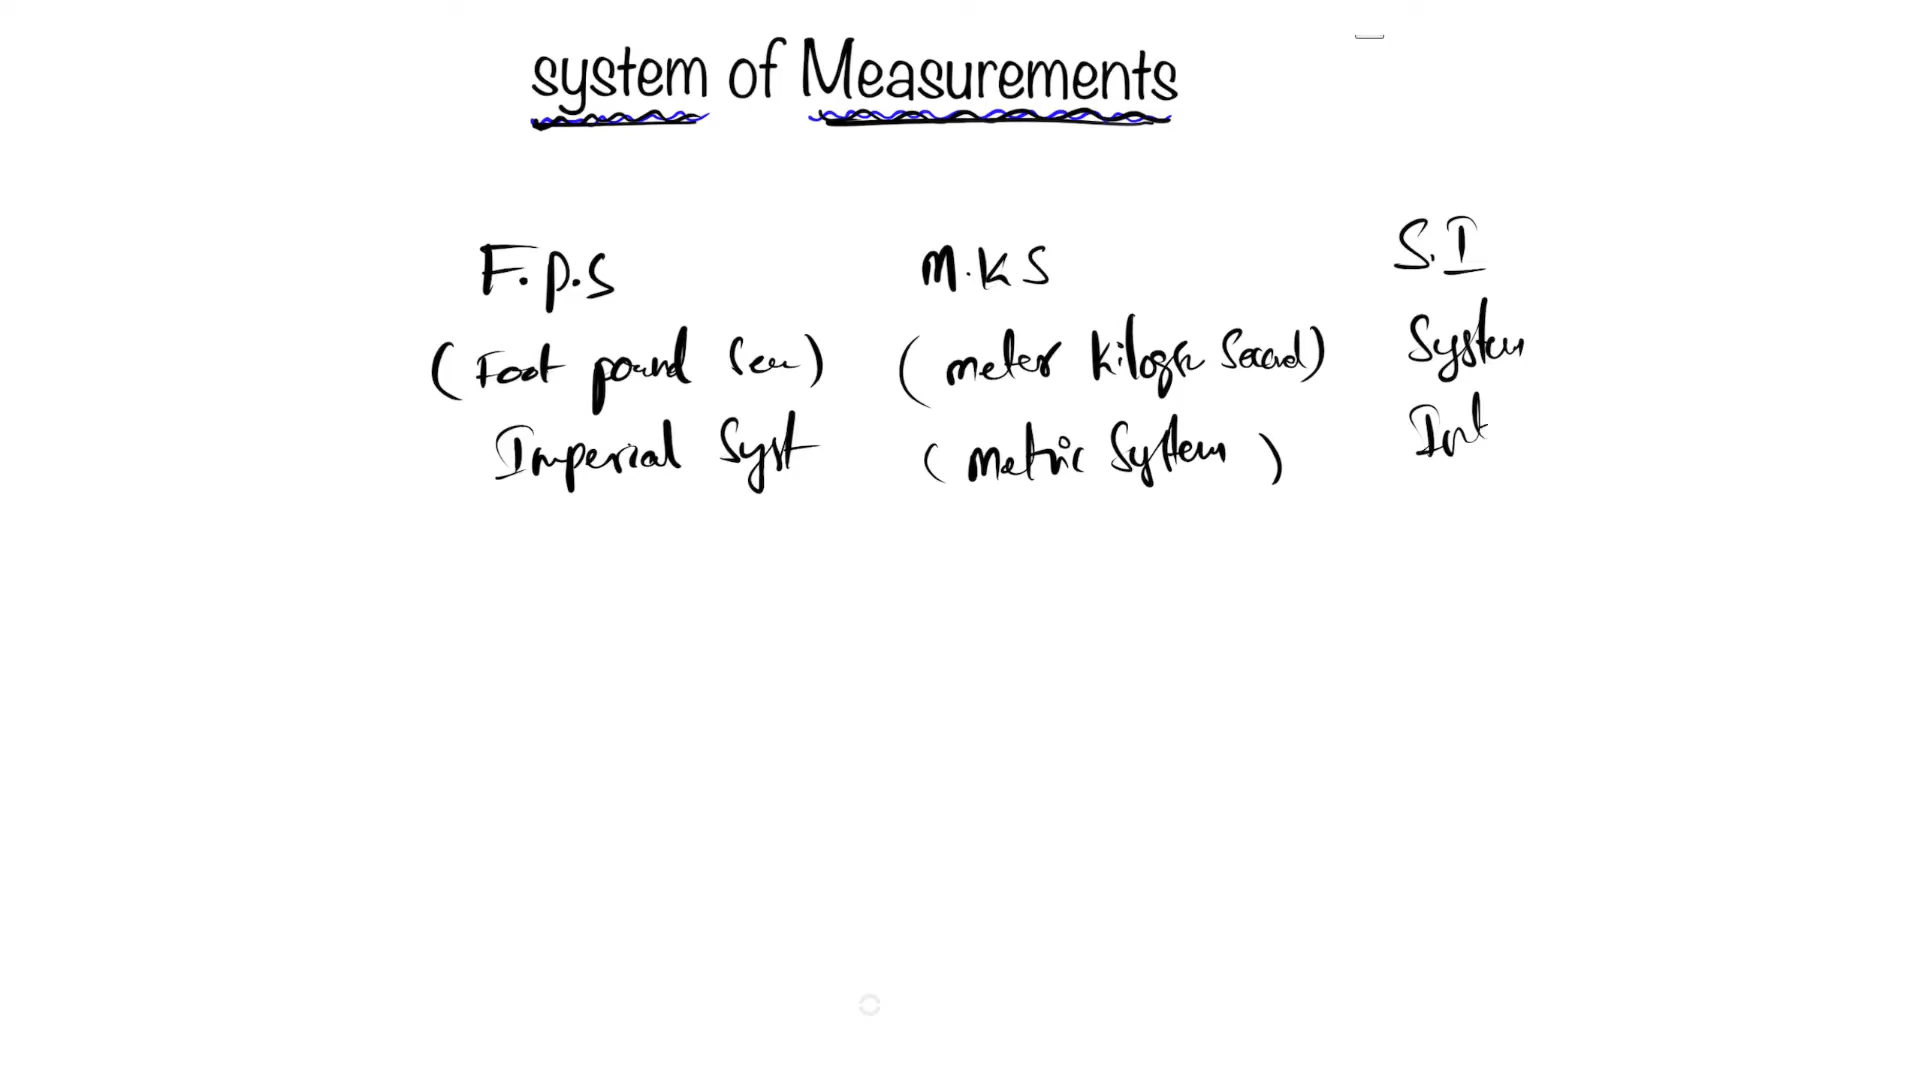 system of Measurements
F.P.S
M.K S
S.I
(Foot pound Sec)
(meter kilogr Second)
System
Imperial Syst
(metric System)
Int